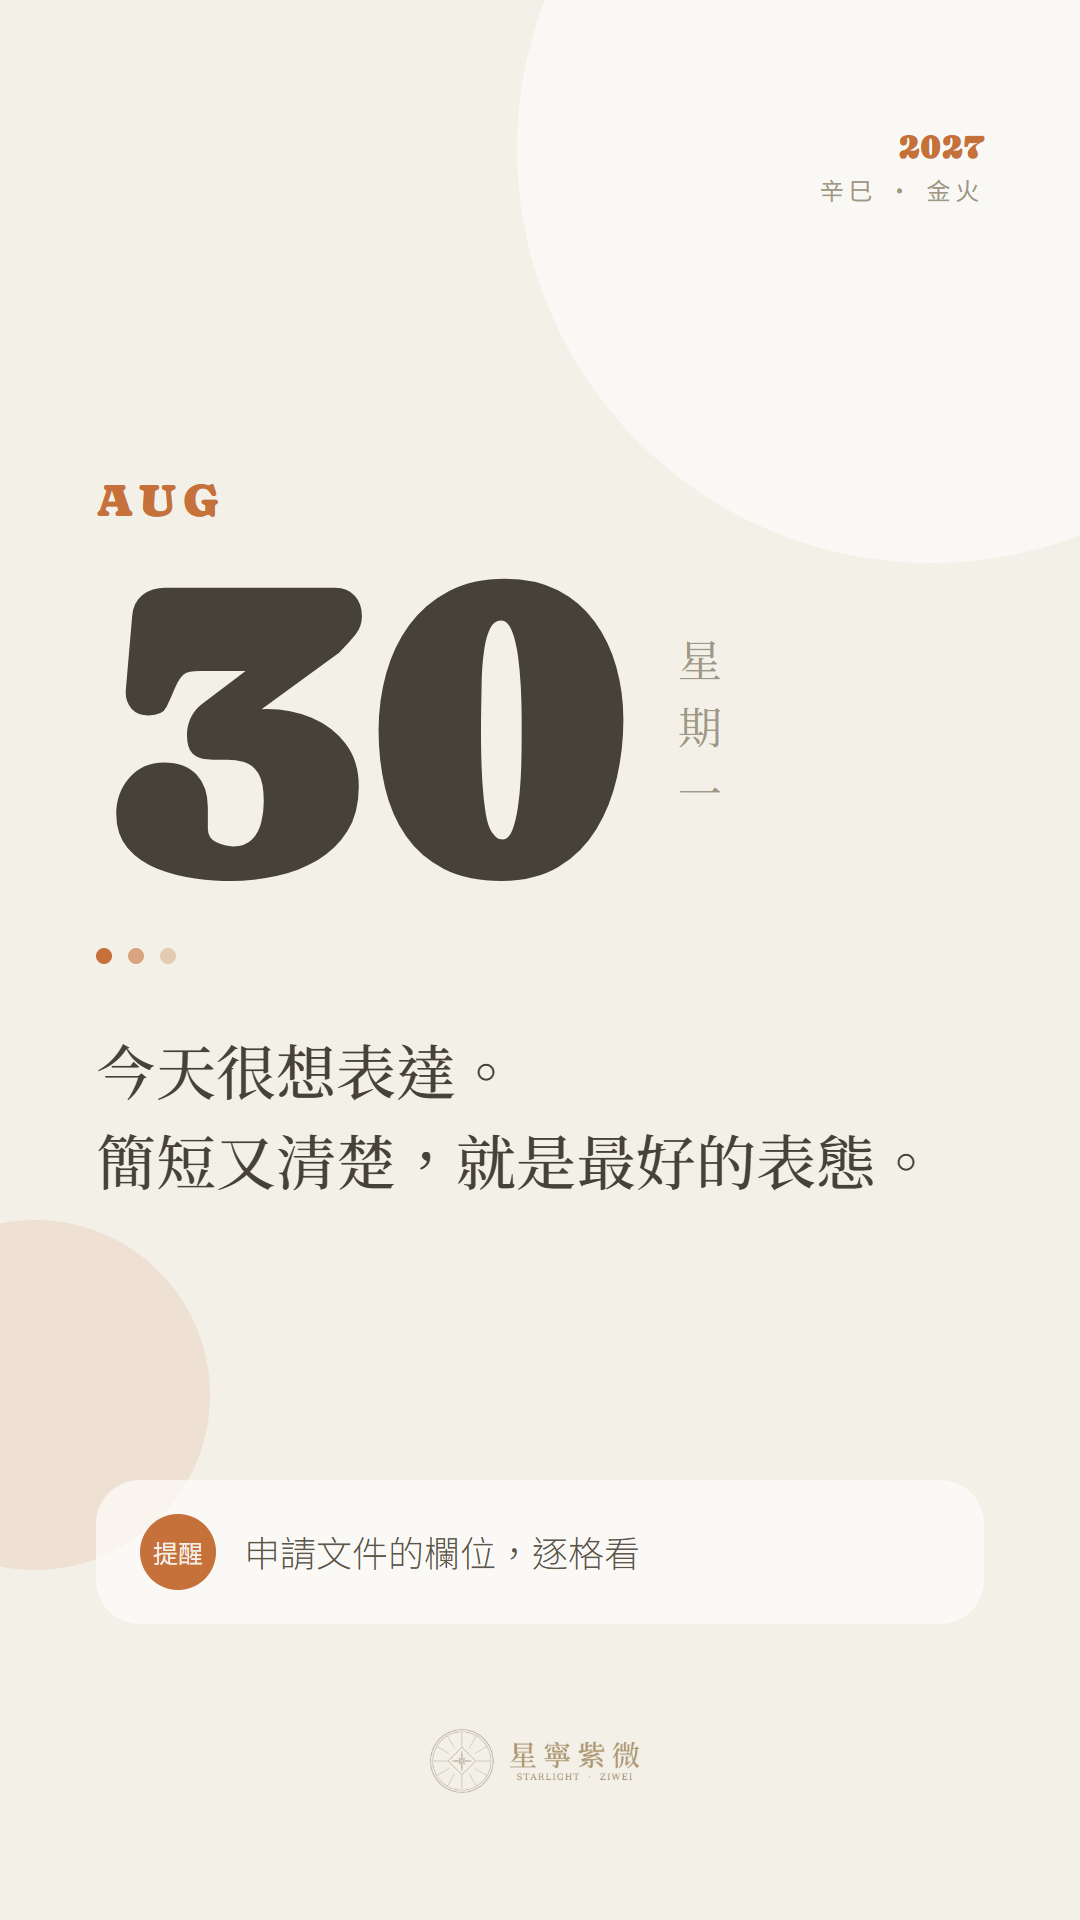 2027
辛巳 · 金火
AUG
30
星期一
今天很想表達。
簡短又清楚，就是最好的表態。
提醒
申請文件的欄位，逐格看
星寧紫微
STARLIGHT · ZIWEI